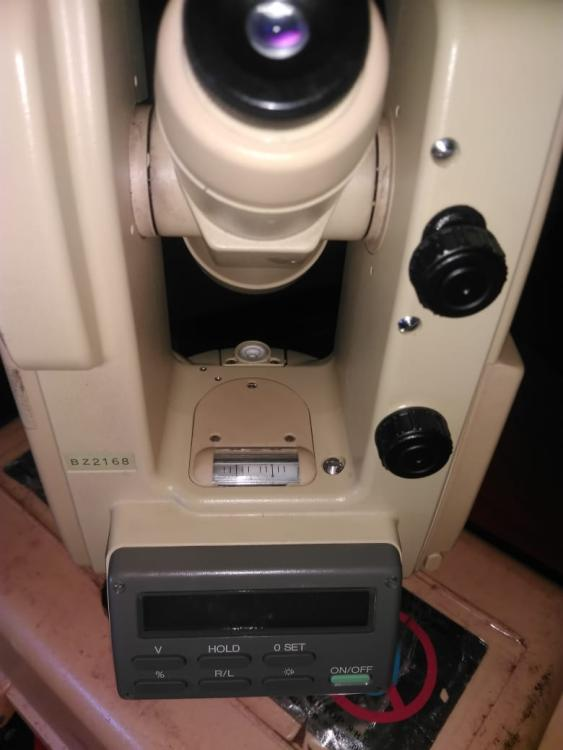 BZ2168
V HOLD 0 SET
% R/L ON/OFF